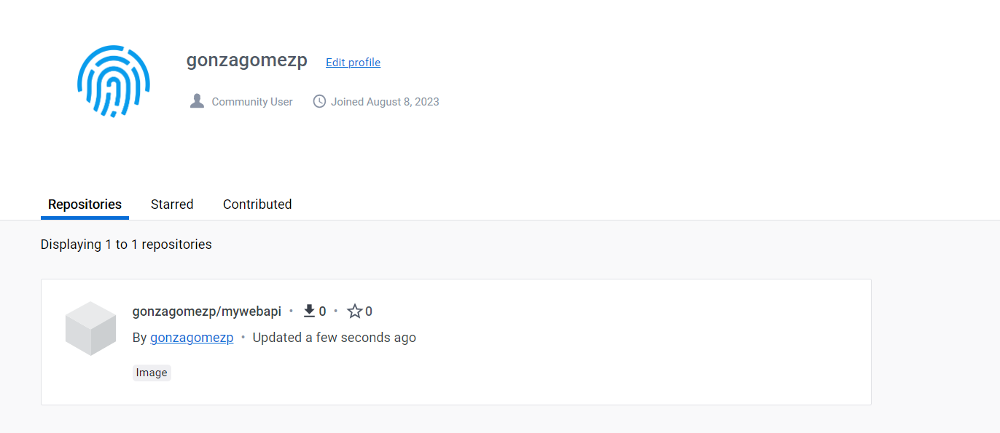 gonzagomezp Edit profile
Community User Joined August 8, 2023
Repositories Starred Contributed
Displaying 1 to 1 repositories
gonzagomezp/mywebapi • 0 • 0
By gonzagomezp • Updated a few seconds ago
Image